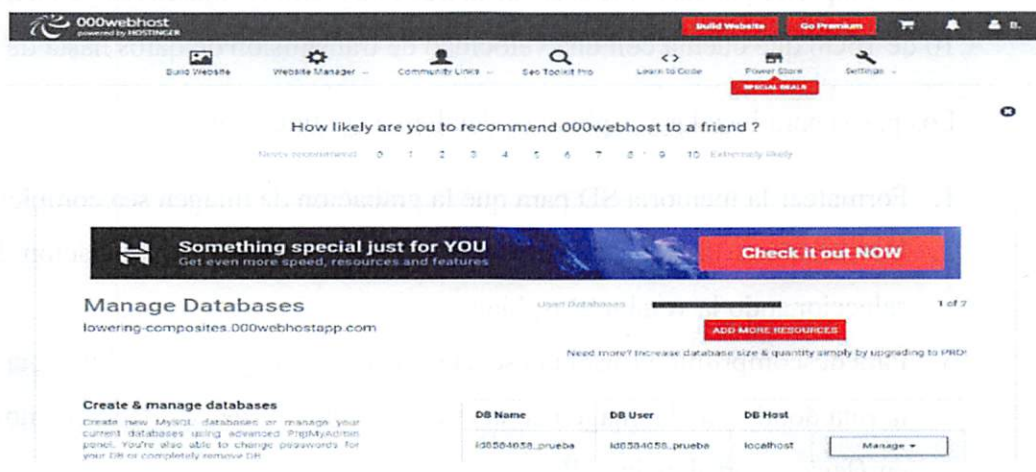 000webhost
powered by HOSTINGER
Build Website
Go Premium
Build Website
Website Manager
Community Links
Seo Toolkit Pro
Learn to Code
Power Store
Settings
SPECIAL DEALS
How likely are you to recommend 000webhost to a friend ?
Never recommend 0 1 2 3 4 5 6 7 8 9 10 Extremely likely
Something special just for YOU
Get even more speed, resources and features
Check it out NOW
Manage Databases
Used Databases
1 of 2
lowering-composites.000webhostapp.com
ADD MORE RESOURCES
Need more? Increase database size & quantity simply by upgrading to PRO!
Create & manage databases
Create new MySQL databases or manage your
current databases using advanced PhpMyAdmin
panel. You're also able to change passwords for
your DB or completely remove DB
DB Name DB User DB Host
id8584058_prueba id8584058_prueba localhost Manage